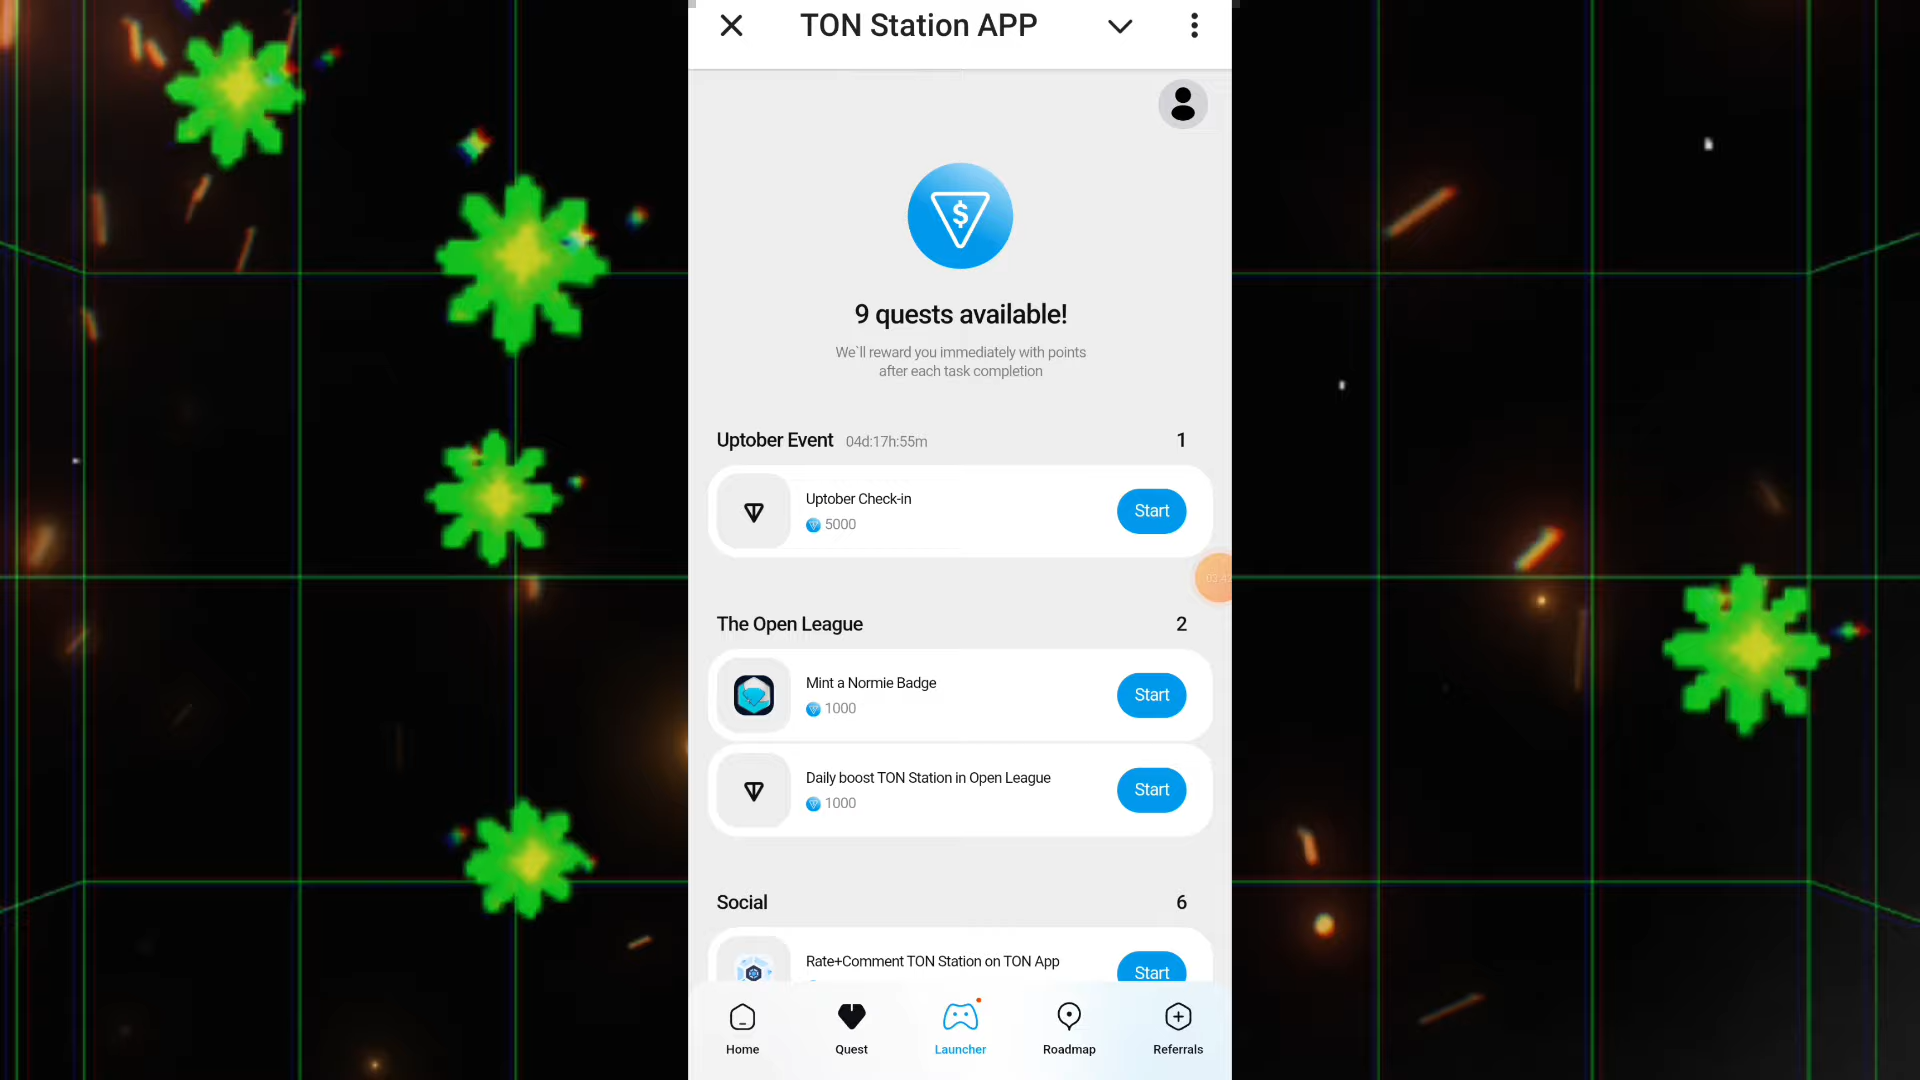 TON Station APP
$
9 quests available!
We`ll reward you immediately with points
after each task completion
Uptober Event 04d:17h:55m 1
Uptober Check-in
5000
Start
The Open League 2
Mint a Normie Badge
1000
Start
Daily boost TON Station in Open League
1000
Start
Social 6
Rate+Comment TON Station on TON App
Start
Home Quest Launcher Roadmap Referrals